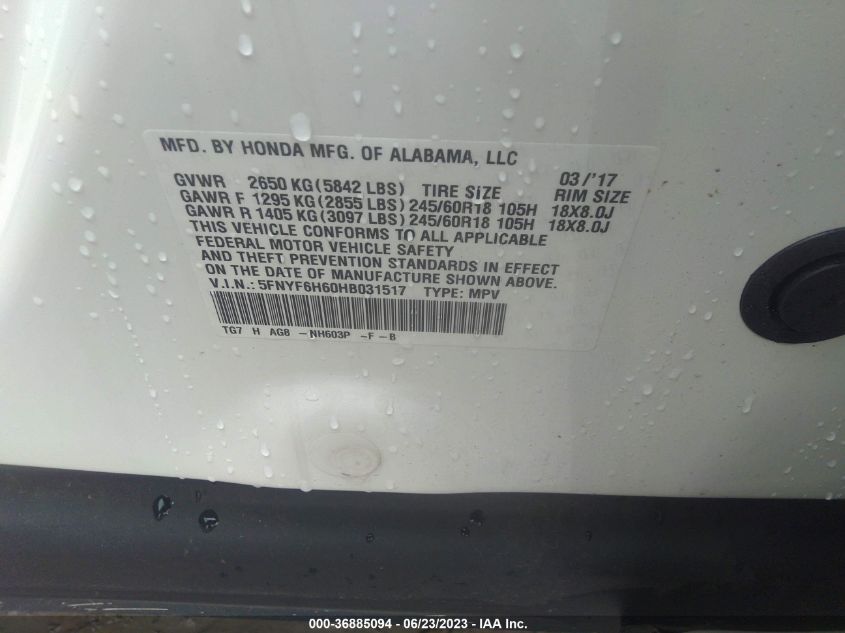 MFD. BY HONDA MFG. OF ALABAMA, LLC
03/'17
GVWR 2650 KG(5842 LBS) TIRE SIZE RIM SIZE
GAWR F 1295 KG(2855 LBS)245/60R18 105H 18X8.0J
GAWR R 1405 KG(3097 LBS)245/60R18 105H 18X8.0J
THIS VEHICLE CONFORMS TO ALL APPLICABLE
FEDERAL MOTOR VEHICLE SAFETY
AND THEFT PREVENTION STANDARDS IN EFFECT
ON THE DATE OF MANUFACTURE SHOWN ABOVE.
V.I.N.: 5FNYF6H60HB031517 TYPE: MPV
TG7 H AG8 -NH603P -F-B
000-36885094 - 06/23/2023 - IAA Inc.